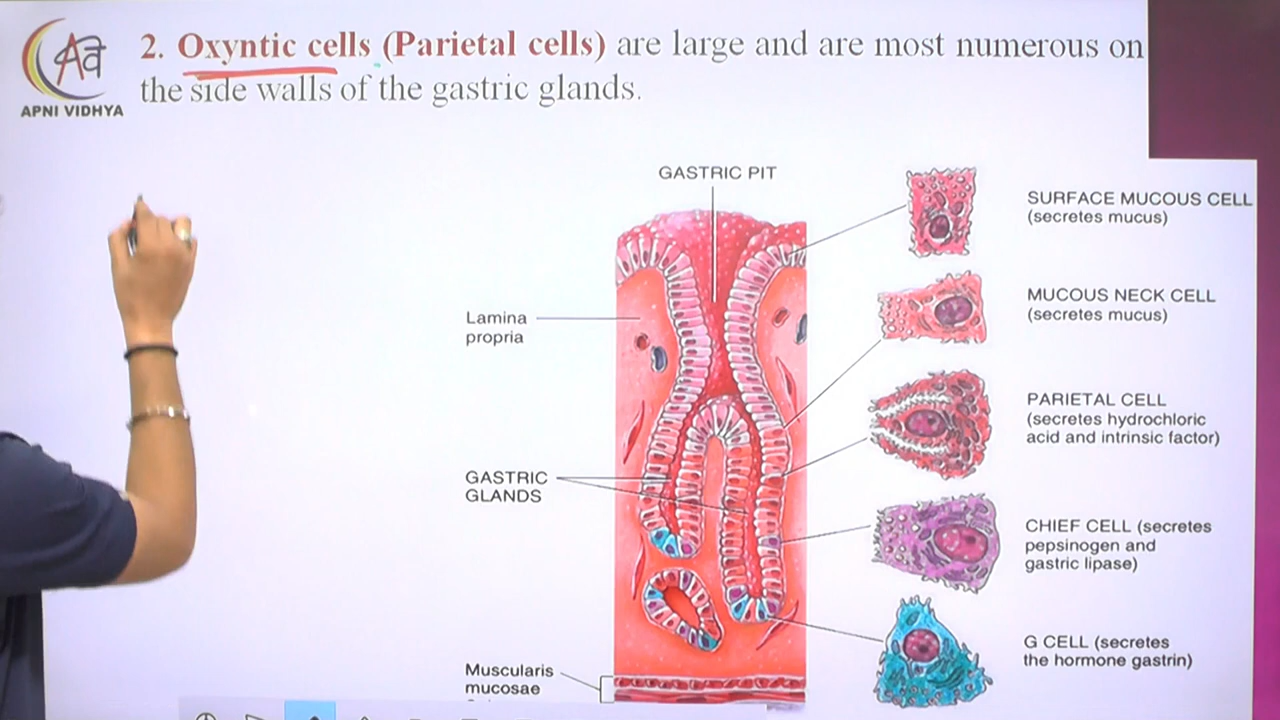 Aवि
APNI VIDHYA
2. Oxyntic cells (Parietal cells) are large and are most numerous on
the side walls of the gastric glands.
GASTRIC PIT
Lamina
propria
GASTRIC
GLANDS
Muscularis
mucosae
SURFACE MUCOUS CELL
(secretes mucus)
MUCOUS NECK CELL
(secretes mucus)
PARIETAL CELL
(secretes hydrochloric
acid and intrinsic factor)
CHIEF CELL (secretes
pepsinogen and
gastric lipase)
G CELL (secretes
the hormone gastrin)